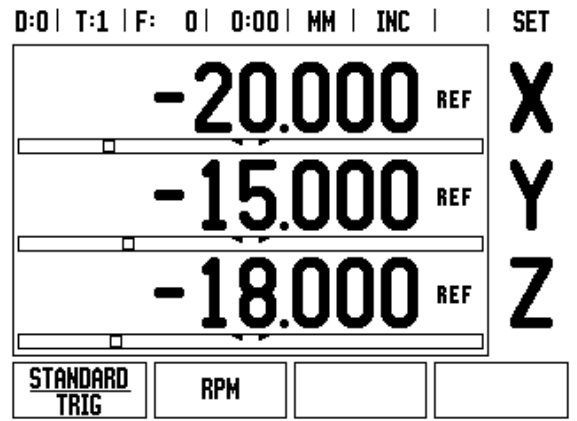 D:0 | T:1 | F: 0 | 0:00 | MM | INC | | SET
-20.000 REF X
-15.000 REF Y
-18.000 REF Z
STANDARD
TRIG
RPM